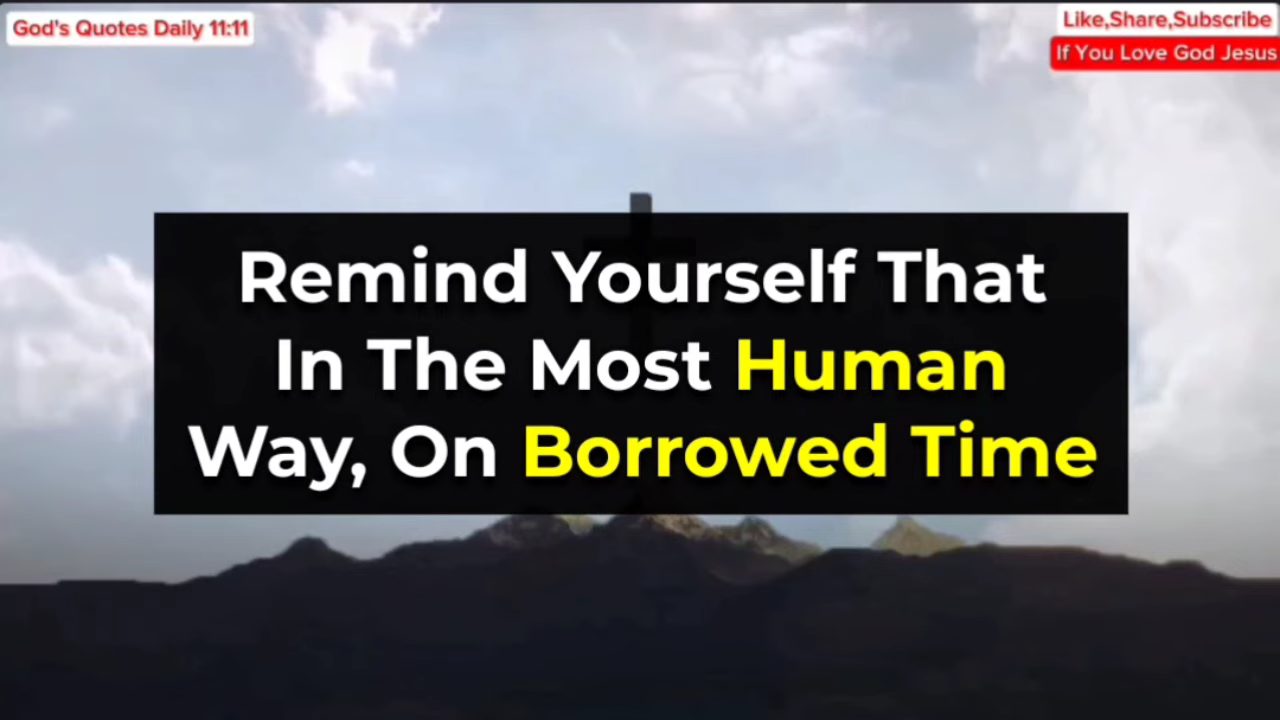 God's Quotes Daily 11:11
Like,Share,Subscribe
If You Love God Jesus
Remind Yourself That
In The Most Human
Way, On Borrowed Time